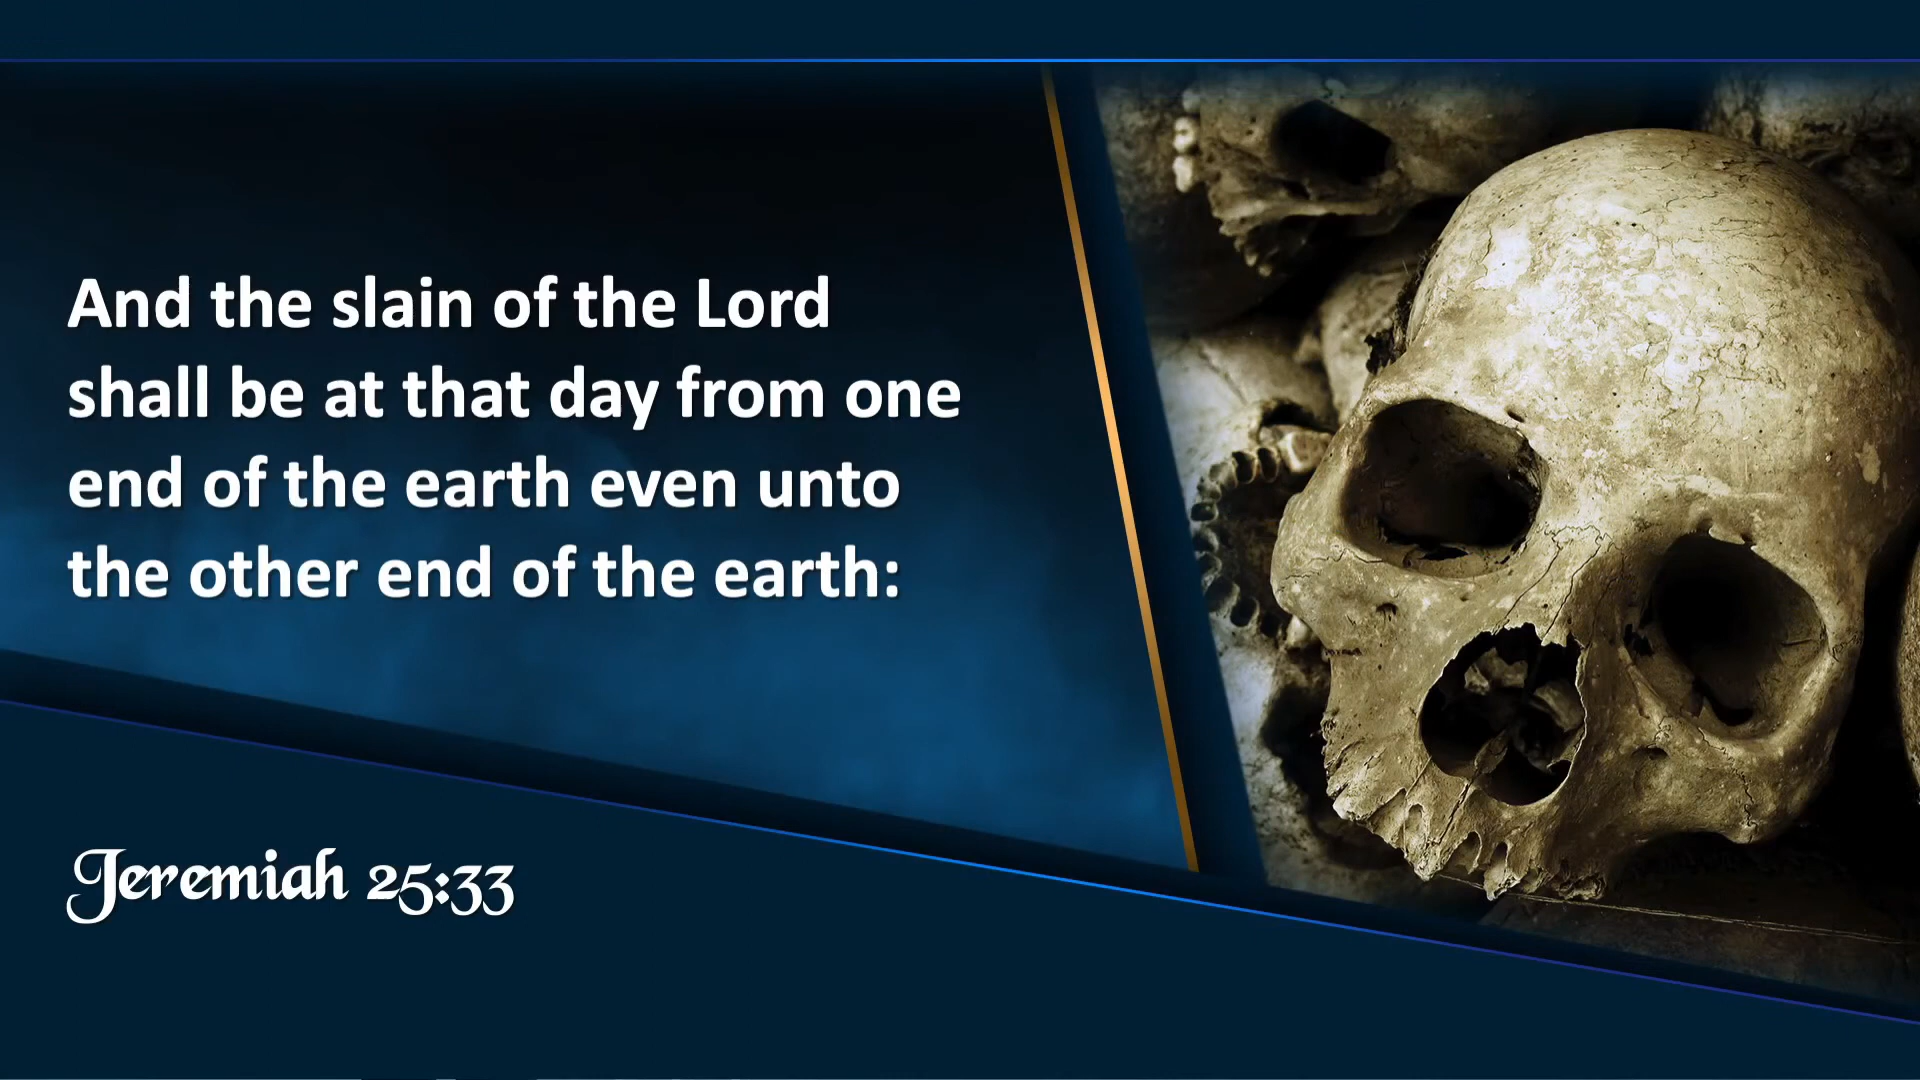 And the slain of the Lord
shall be at that day from one
end of the earth even unto
the other end of the earth:
Jeremiah 25:33